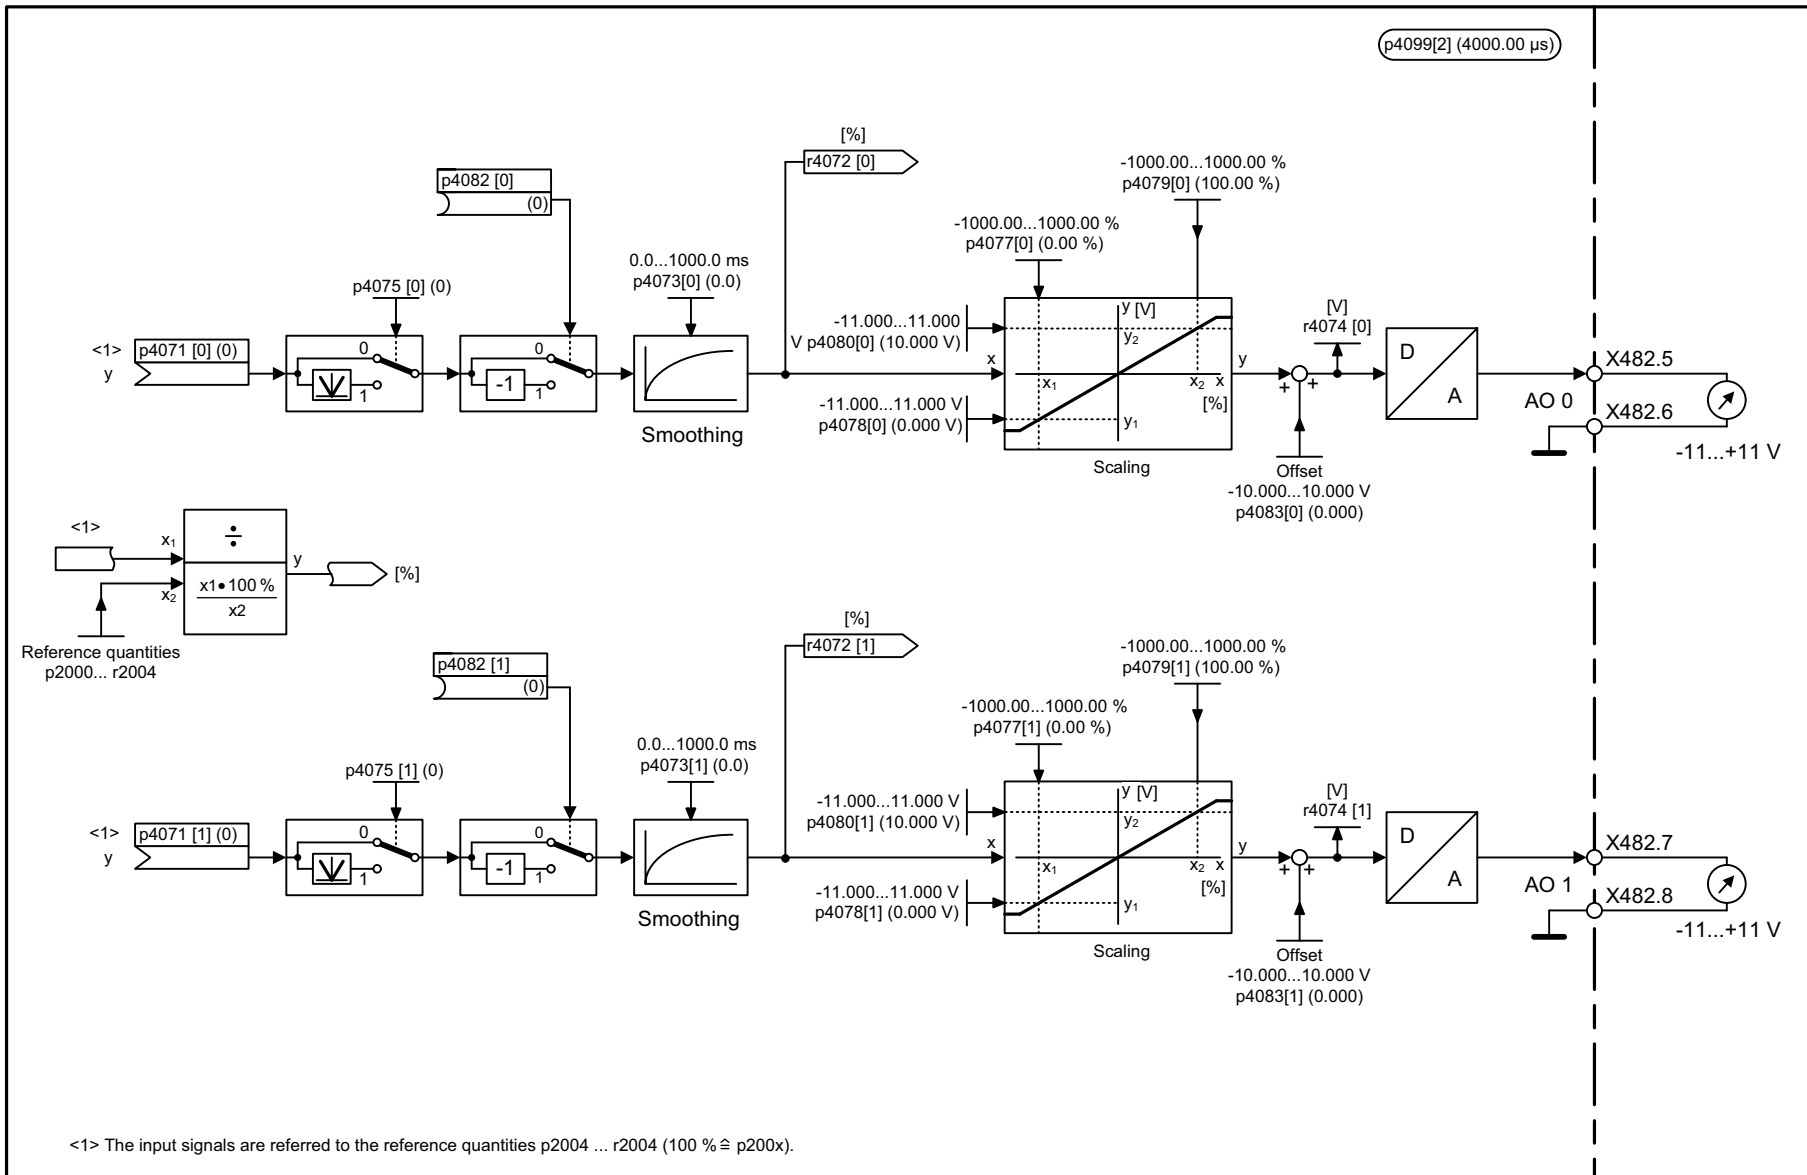 p4099[2] (4000.00 µs)
[%]
r4072 [0]
-1000.00...1000.00 %
p4079[0] (100.00 %)
p4082 [0]
(0)
-1000.00...1000.00 %
p4077[0] (0.00 %)
0.0...1000.0 ms
p4073[0] (0.0)
p4075 [0] (0)
-11.000...11.000
V p4080[0] (10.000 V)
y [V]
y2
[V]
r4074 [0]
<1>
p4071 [0] (0)
y
0
1
0
-1
1
x
x1
x2
x
[%]
y
+
+
D
A
X482.5
AO 0
X482.6
-11...+11 V
-11.000...11.000 V
p4078[0] (0.000 V)
y1
Smoothing
Scaling
Offset
-10.000...10.000 V
p4083[0] (0.000)
<1>
x1
÷
y
[%]
x2
x1•100 %
x2
Reference quantities
p2000... r2004
[%]
r4072 [1]
-1000.00...1000.00 %
p4079[1] (100.00 %)
p4082 [1]
(0)
-1000.00...1000.00 %
p4077[1] (0.00 %)
0.0...1000.0 ms
p4073[1] (0.0)
p4075 [1] (0)
-11.000...11.000 V
p4080[1] (10.000 V)
y [V]
y2
[V]
r4074 [1]
<1>
p4071 [1] (0)
y
0
1
0
-1
1
x
x1
x2
x
[%]
y
+
+
D
A
X482.7
AO 1
X482.8
-11...+11 V
-11.000...11.000 V
p4078[1] (0.000 V)
y1
Smoothing
Scaling
Offset
-10.000...10.000 V
p4083[1] (0.000)
<1> The input signals are referred to the reference quantities p2004 ... r2004 (100 % ≙ p200x).